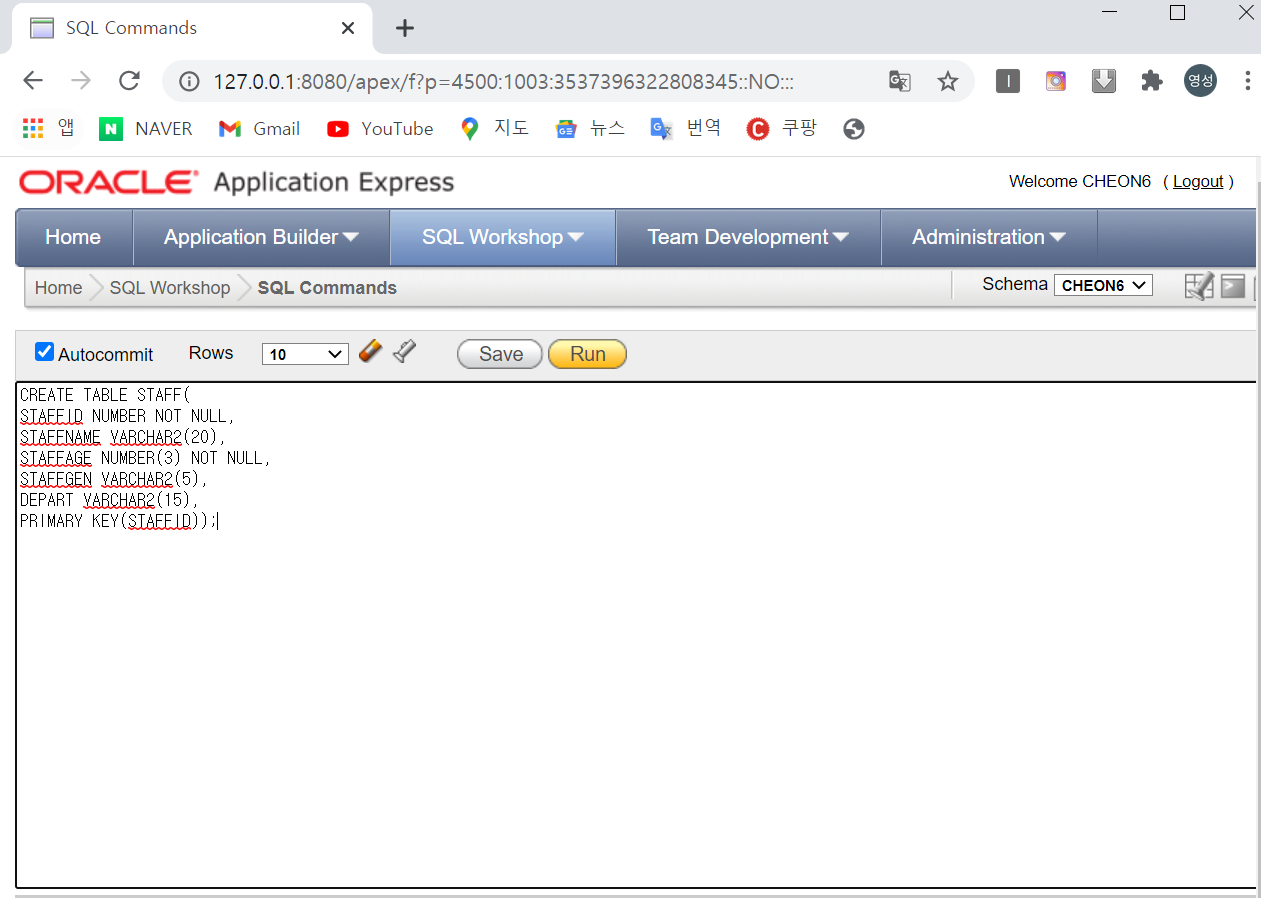 SQL Commands
127.0.0.1:8080/apex/f?p=4500:1003:3537396322808345::NO:::
영성
앱 NAVER Gmail YouTube 지도 뉴스 번역 쿠팡
ORACLE Application Express
Welcome CHEON6 ( Logout )
Home Application Builder SQL Workshop Team Development Administration
Home SQL Workshop SQL Commands
Schema CHEON6
Autocommit Rows 10 Save Run
CREATE TABLE STAFF(
STAFFID NUMBER NOT NULL,
STAFFNAME VARCHAR2(20),
STAFFAGE NUMBER(3) NOT NULL,
STAFFGEN VARCHAR2(5),
DEPART VARCHAR2(15),
PRIMARY KEY(STAFFID));